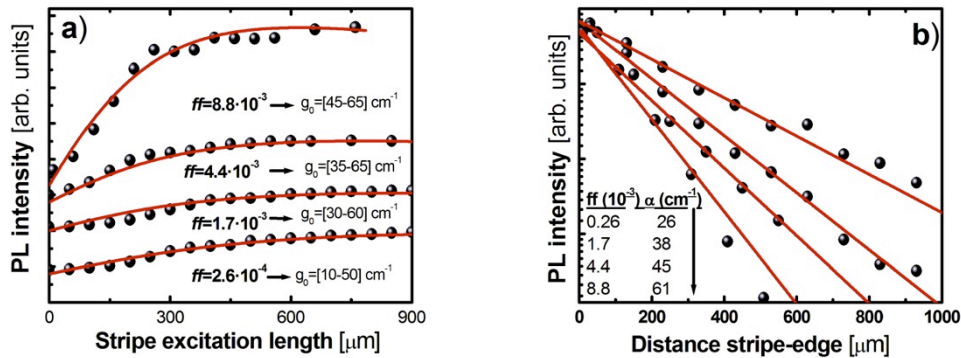 a)
PL intensity [arb. units]
ff=8.8·10⁻³ → g₀=[45-65] cm⁻¹
ff=4.4·10⁻³ → g₀=[35-65] cm⁻¹
ff=1.7·10⁻³ → g₀=[30-60] cm⁻¹
ff=2.6·10⁻⁴ → g₀=[10-50] cm⁻¹
0 300 600 900
Stripe excitation length [μm]
b)
PL intensity [arb. units]
ff (10⁻³) α (cm⁻¹)
0.26 26
1.7 38
4.4 45
8.8 61
0 200 400 600 800 1000
Distance stripe-edge [μm]